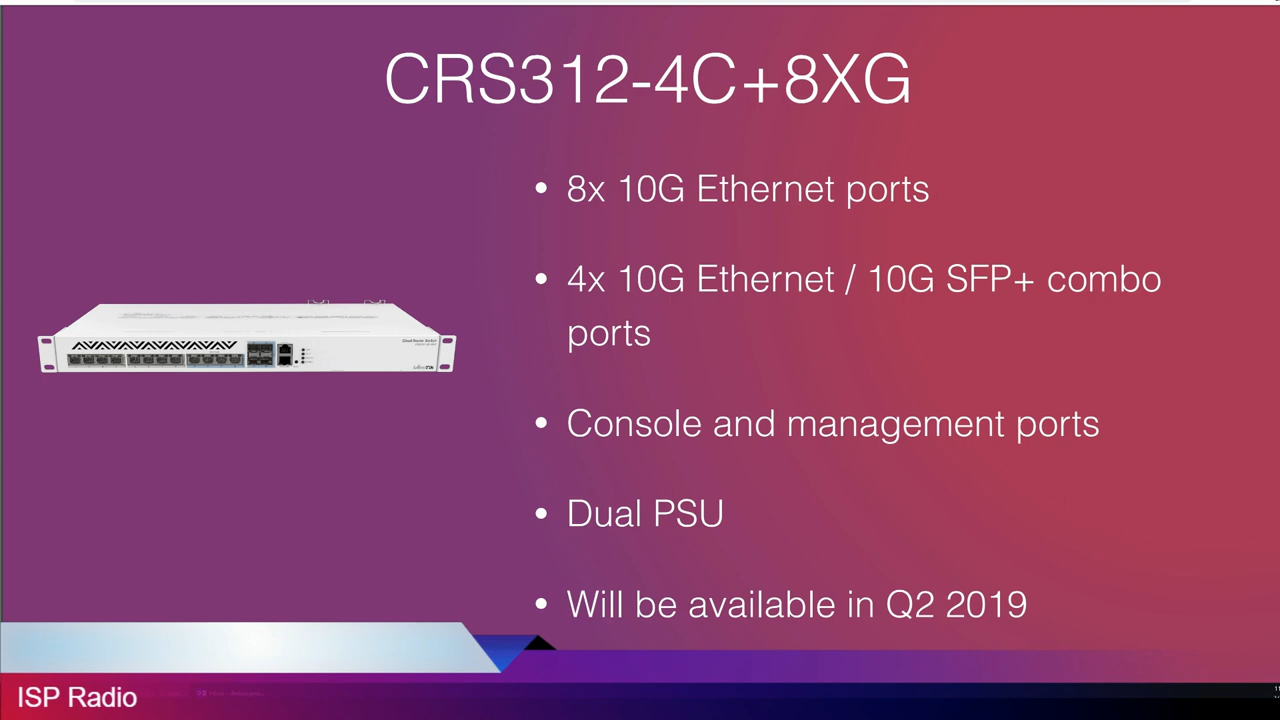 CRS312-4C+8XG
• 8x 10G Ethernet ports
• 4x 10G Ethernet / 10G SFP+ combo
ports
• Console and management ports
• Dual PSU
• Will be available in Q2 2019
ISP Radio